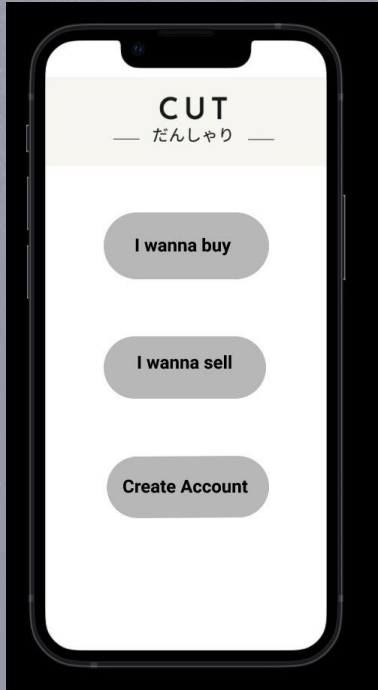 CUT
だんしゃり
I wanna buy
I wanna sell
Create Account